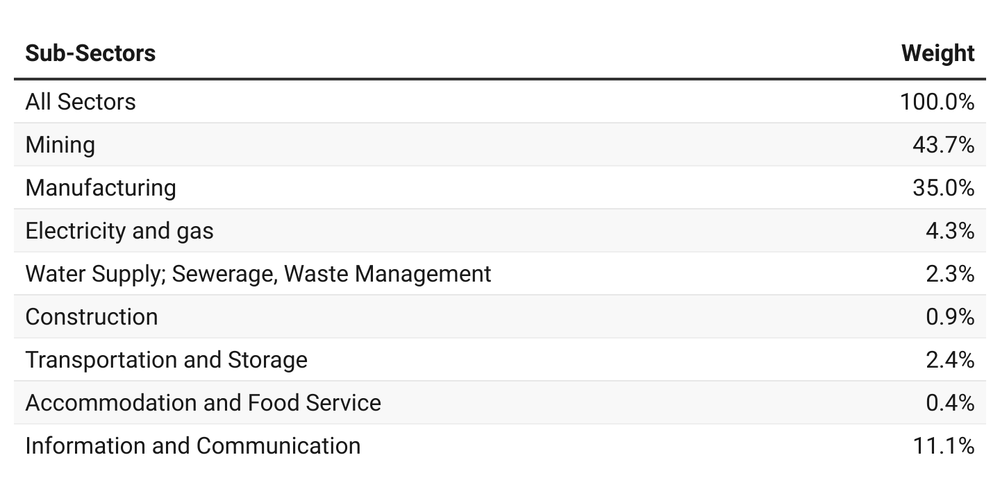 Sub-Sectors Weight
All Sectors 100.0%
Mining 43.7%
Manufacturing 35.0%
Electricity and gas 4.3%
Water Supply; Sewerage, Waste Management 2.3%
Construction 0.9%
Transportation and Storage 2.4%
Accommodation and Food Service 0.4%
Information and Communication 11.1%